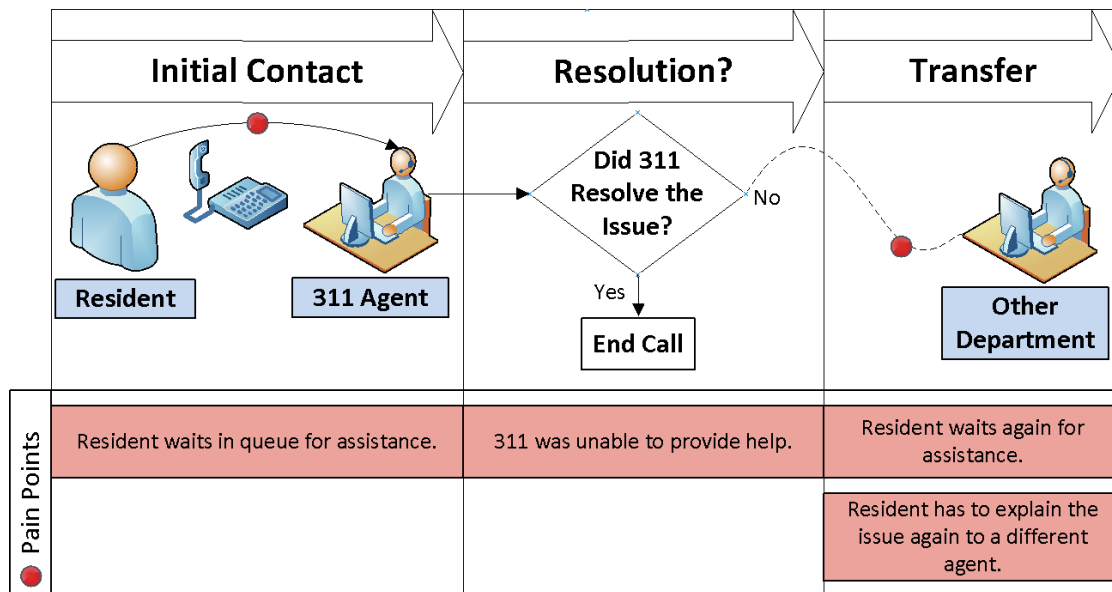 Initial Contact
Resolution?
Transfer
Did 311
Resolve the
Issue?
No
Yes
Resident
311 Agent
End Call
Other
Department
Pain Points
Resident waits in queue for assistance.
311 was unable to provide help.
Resident waits again for
assistance.
Resident has to explain the
issue again to a different
agent.